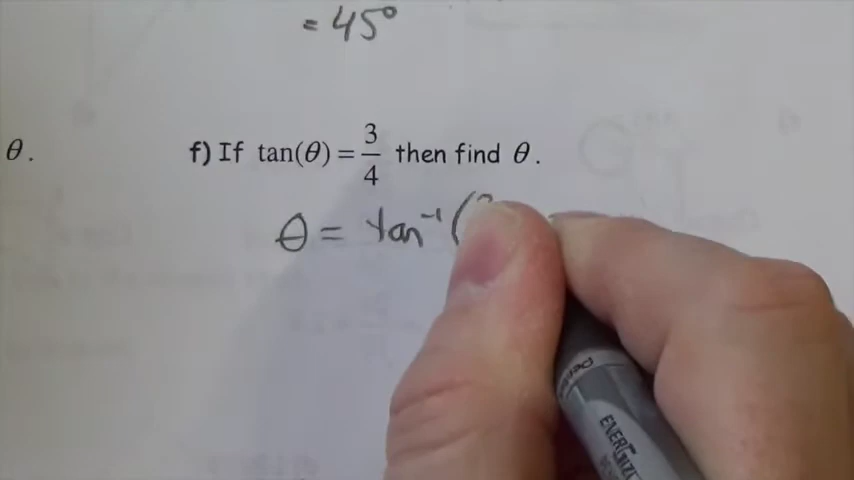 = 45°
θ.
f) If tan(θ) = 3/4 then find θ.
θ = tan⁻¹(